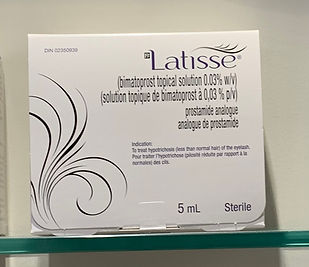 DIN 02350939
Pr LATISSE®
(bimatoprost topical solution 0.03% w/v)
(solution topique de bimatoprost à 0,03 % p/v)
prostamide analogue
analogue de prostamide
Indication:
To treat hypotrichosis (less than normal hair) of the eyelash.
Pour traiter l'hypotrichose (pilosité réduite par rapport à la
normale) des cils.
5 mL Sterile